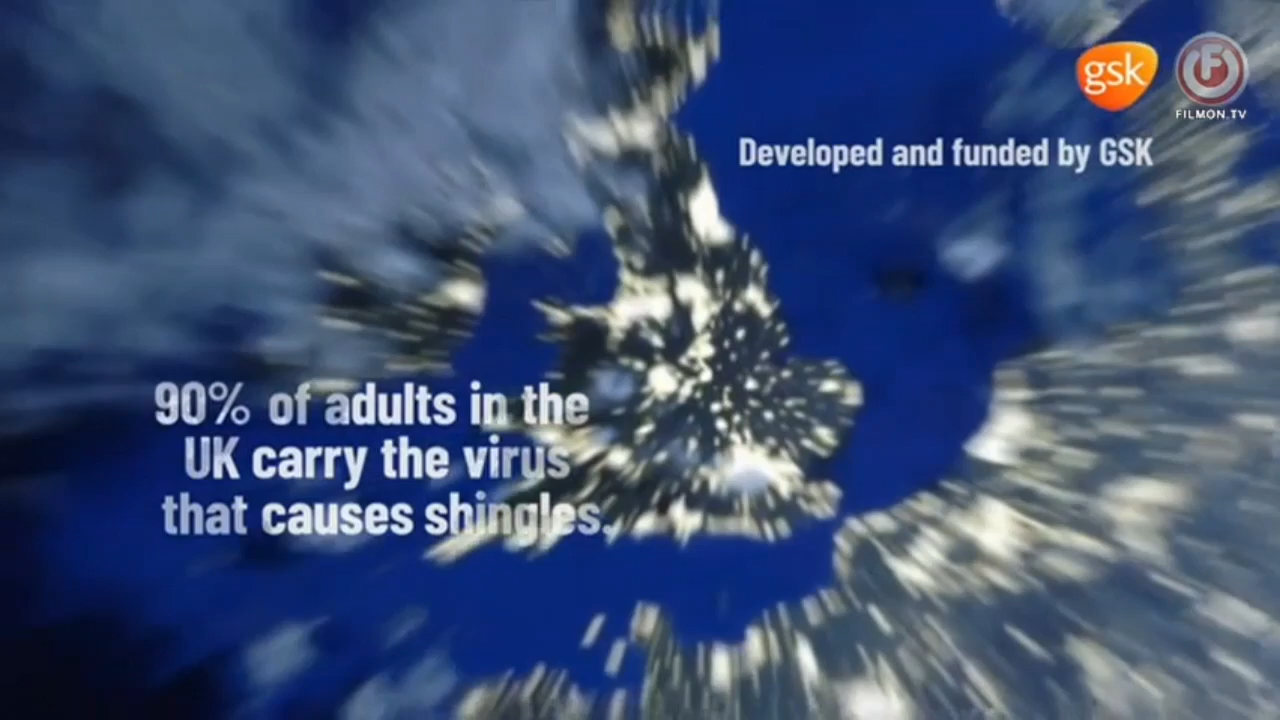 gsk
FILMON.TV
Developed and funded by GSK
90% of adults in the
UK carry the virus
that causes shingles.